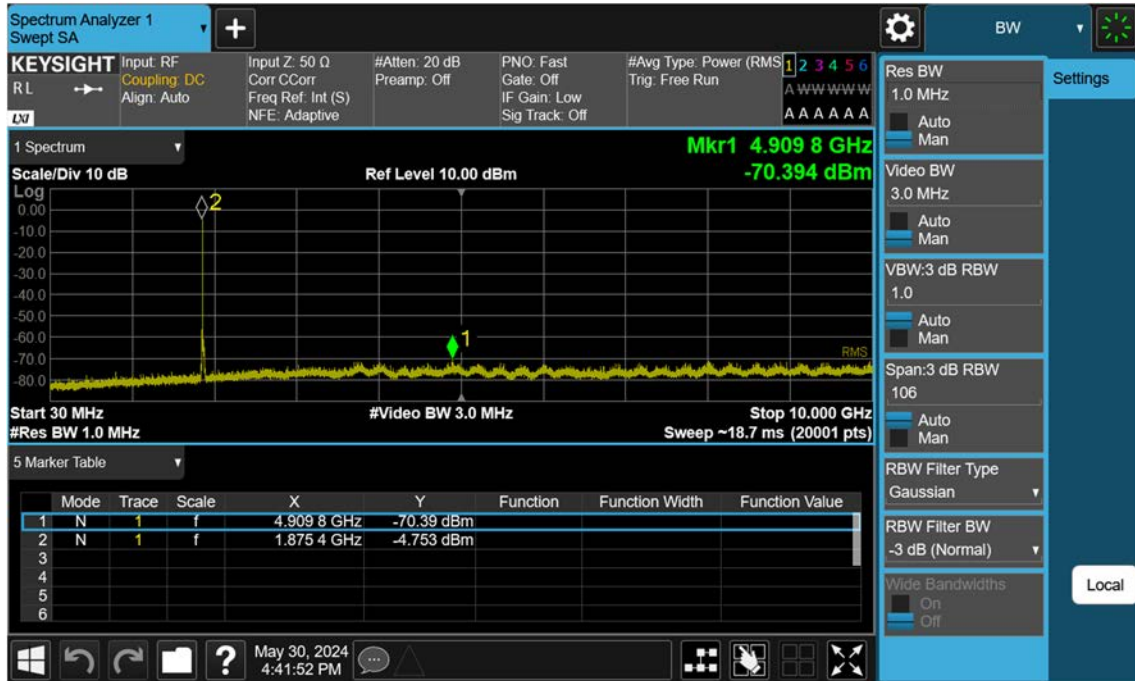 Spectrum Analyzer 1
Swept SA
+
BW
KEYSIGHT
R L
LXI
Input: RF
Coupling: DC
Align: Auto
Input Z: 50 Ω
Corr CCorr
Freq Ref: Int (S)
NFE: Adaptive
#Atten: 20 dB
Preamp: Off
PNO: Fast
Gate: Off
IF Gain: Low
Sig Track: Off
#Avg Type: Power (RMS
Trig: Free Run
1 2 3 4 5 6
A W W W W W
A A A A A A
1 Spectrum
Mkr1 4.909 8 GHz
-70.394 dBm
Scale/Div 10 dB
Ref Level 10.00 dBm
Log
0.00
-10.0
-20.0
-30.0
-40.0
-50.0
-60.0
-70.0
-80.0
2
1
RMS
Start 30 MHz
#Video BW 3.0 MHz
Stop 10.000 GHz
#Res BW 1.0 MHz
Sweep ~18.7 ms (20001 pts)
5 Marker Table
Mode Trace Scale X Y Function Function Width Function Value
1 N 1 f 4.909 8 GHz -70.39 dBm
2 N 1 f 1.875 4 GHz -4.753 dBm
3
4
5
6
Res BW
1.0 MHz
Auto
Man
Video BW
3.0 MHz
Auto
Man
VBW:3 dB RBW
1.0
Auto
Man
Span:3 dB RBW
106
Auto
Man
RBW Filter Type
Gaussian
RBW Filter BW
-3 dB (Normal)
Wide Bandwidths
On
Off
Settings
Local
?
May 30, 2024
4:41:52 PM